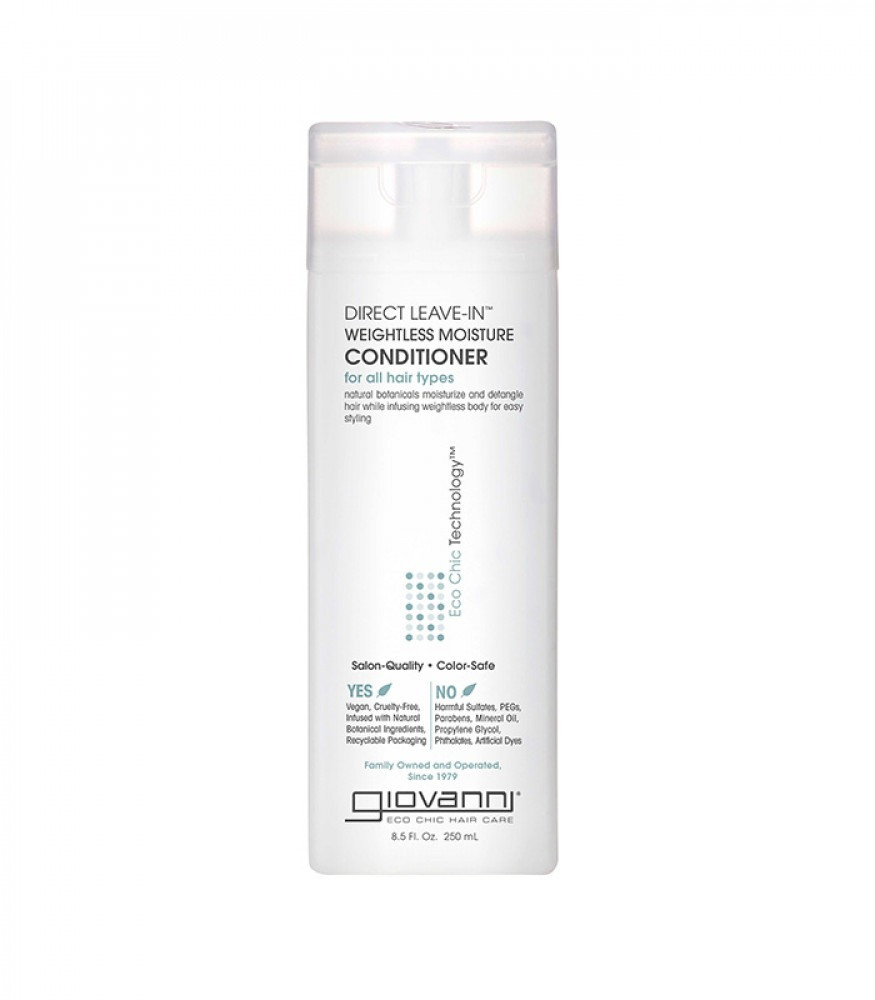 DIRECT LEAVE-IN™
WEIGHTLESS MOISTURE
CONDITIONER
for all hair types
natural botanicals moisturize and detangle
hair while infusing weightless body for easy
styling
Eco Chic Technology™
Salon-Quality • Color-Safe
YES
Vegan, Cruelty-Free,
Infused with Natural
Botanical Ingredients,
Recyclable Packaging
NO
Harmful Sulfates, PEGs,
Parabens, Mineral Oil,
Propylene Glycol,
Phthalates, Artificial Dyes
Family Owned and Operated,
Since 1979
giovanni®
ECO CHIC HAIR CARE
8.5 Fl. Oz. 250 mL